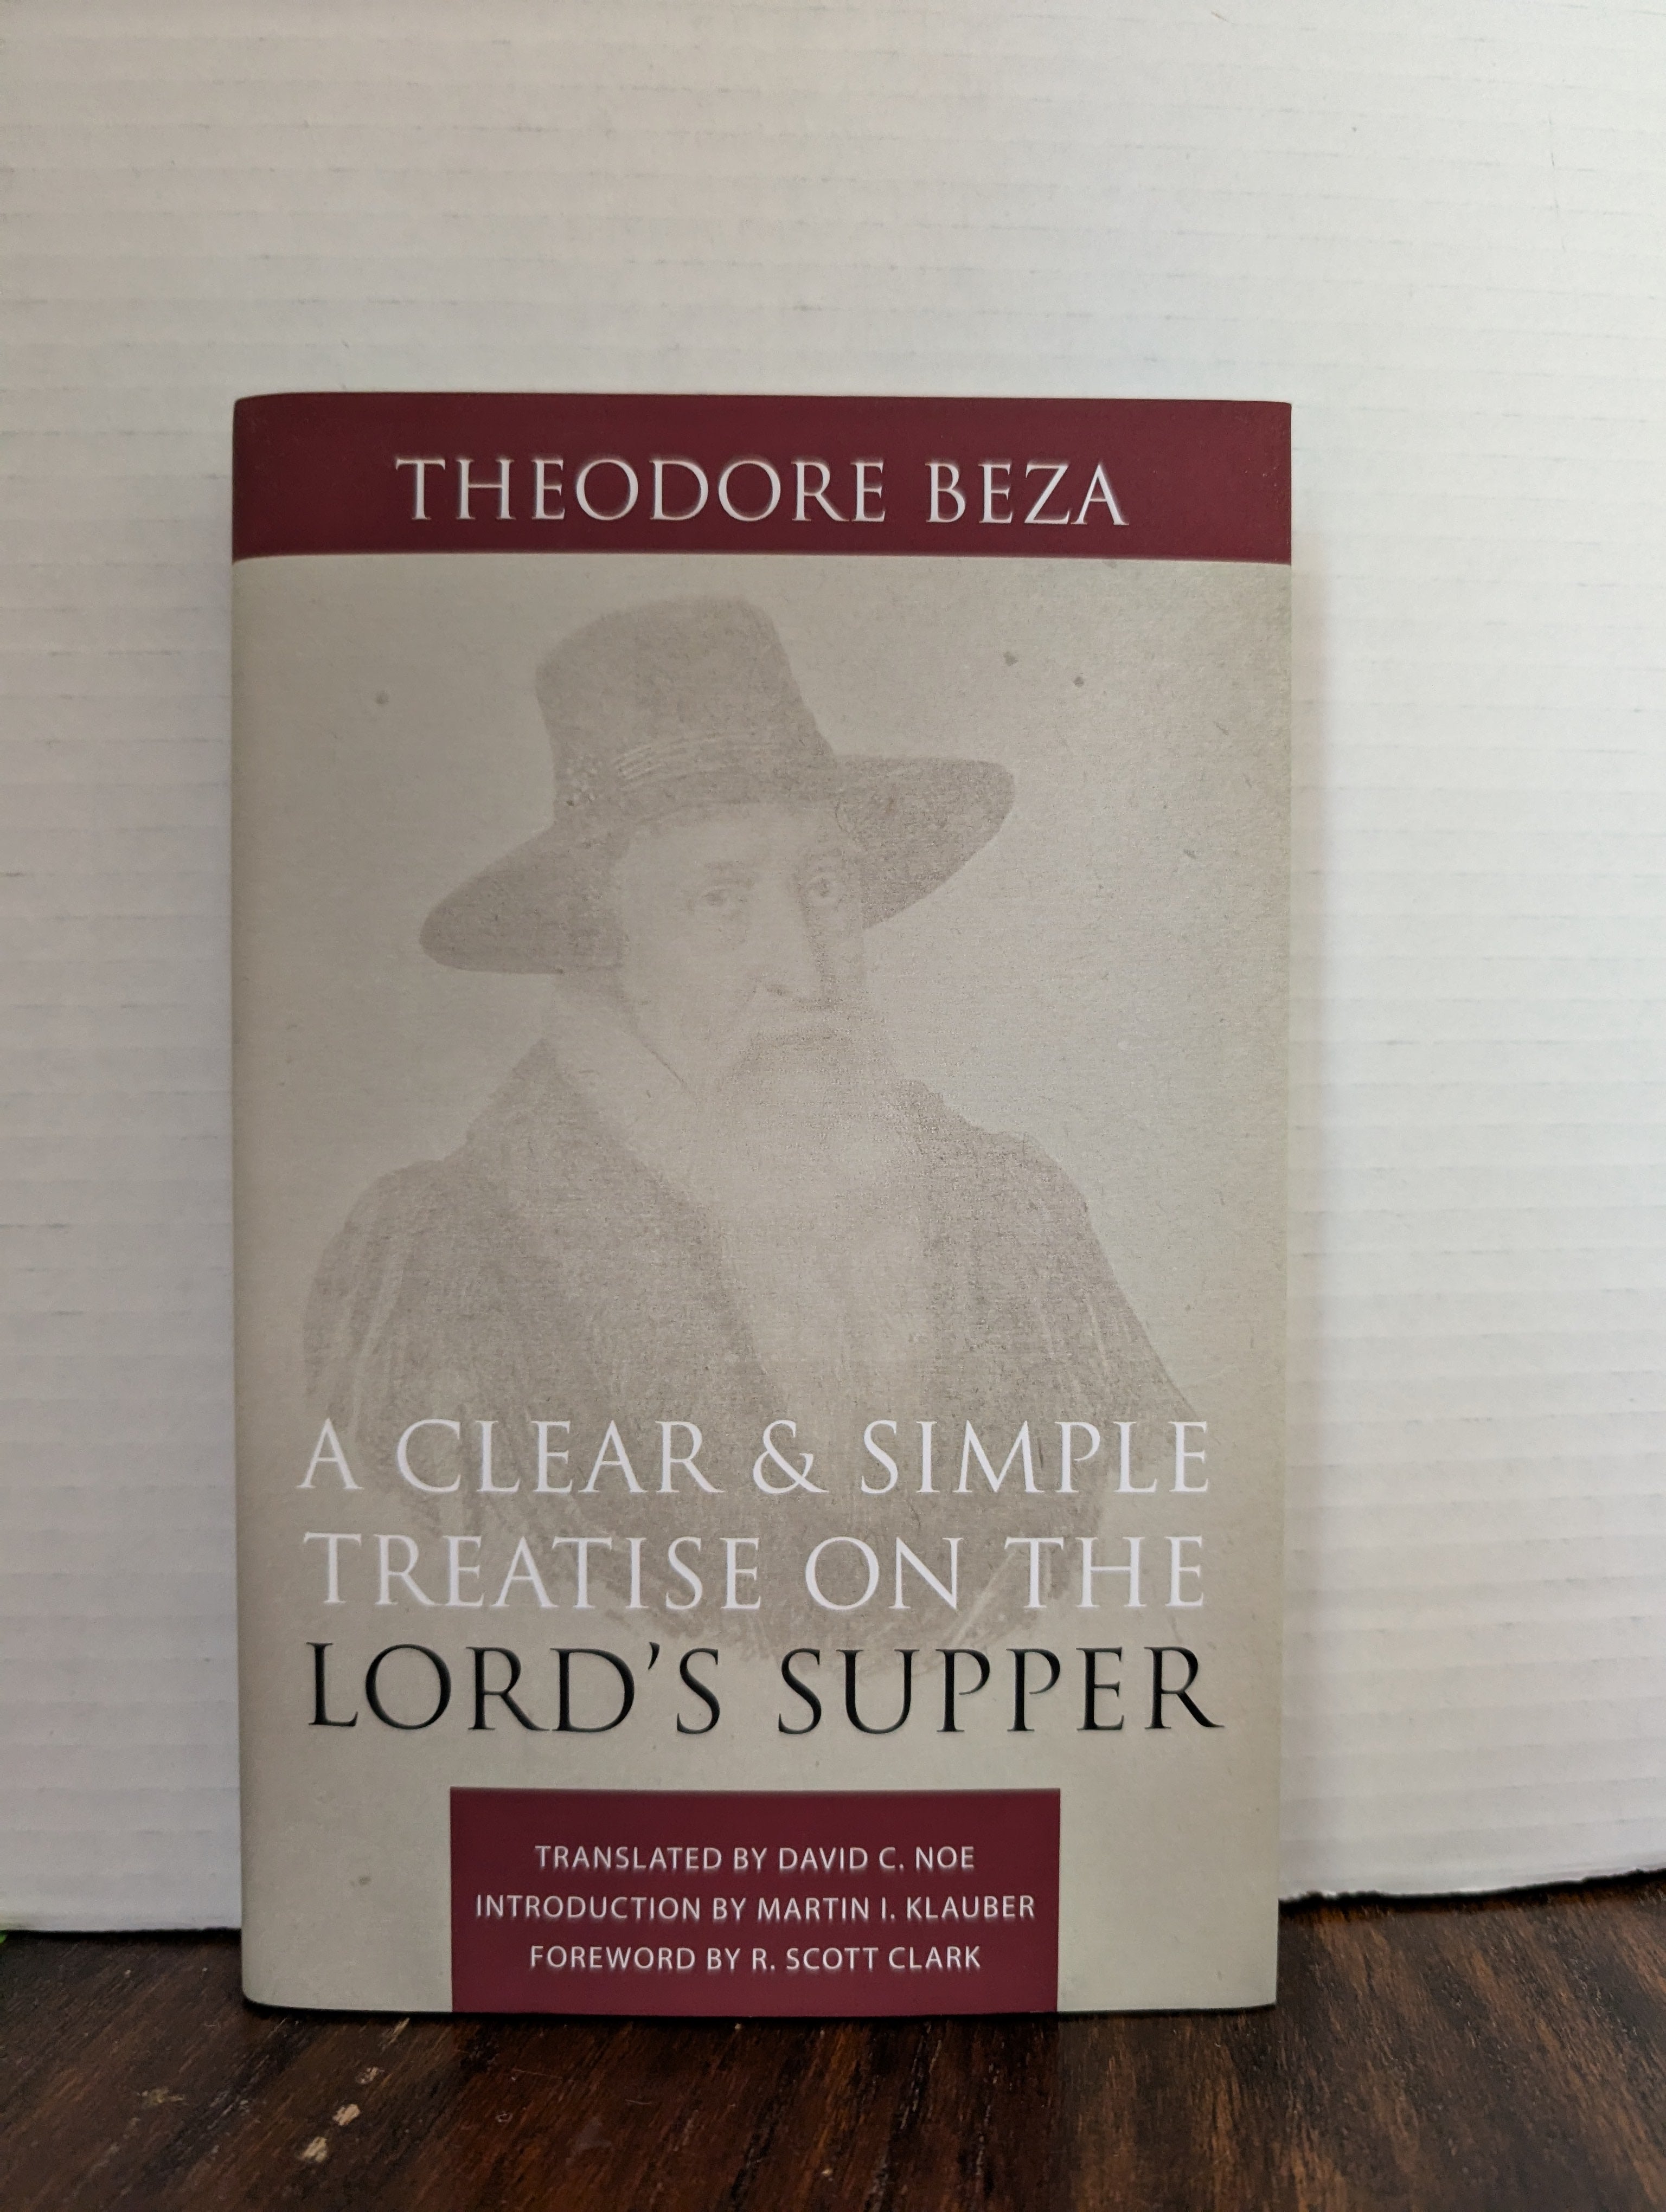 THEODORE BEZA
A CLEAR & SIMPLE
TREATISE ON THE
LORD'S SUPPER
TRANSLATED BY DAVID C. NOE
INTRODUCTION BY MARTIN I. KLAUBER
FOREWORD BY R. SCOTT CLARK